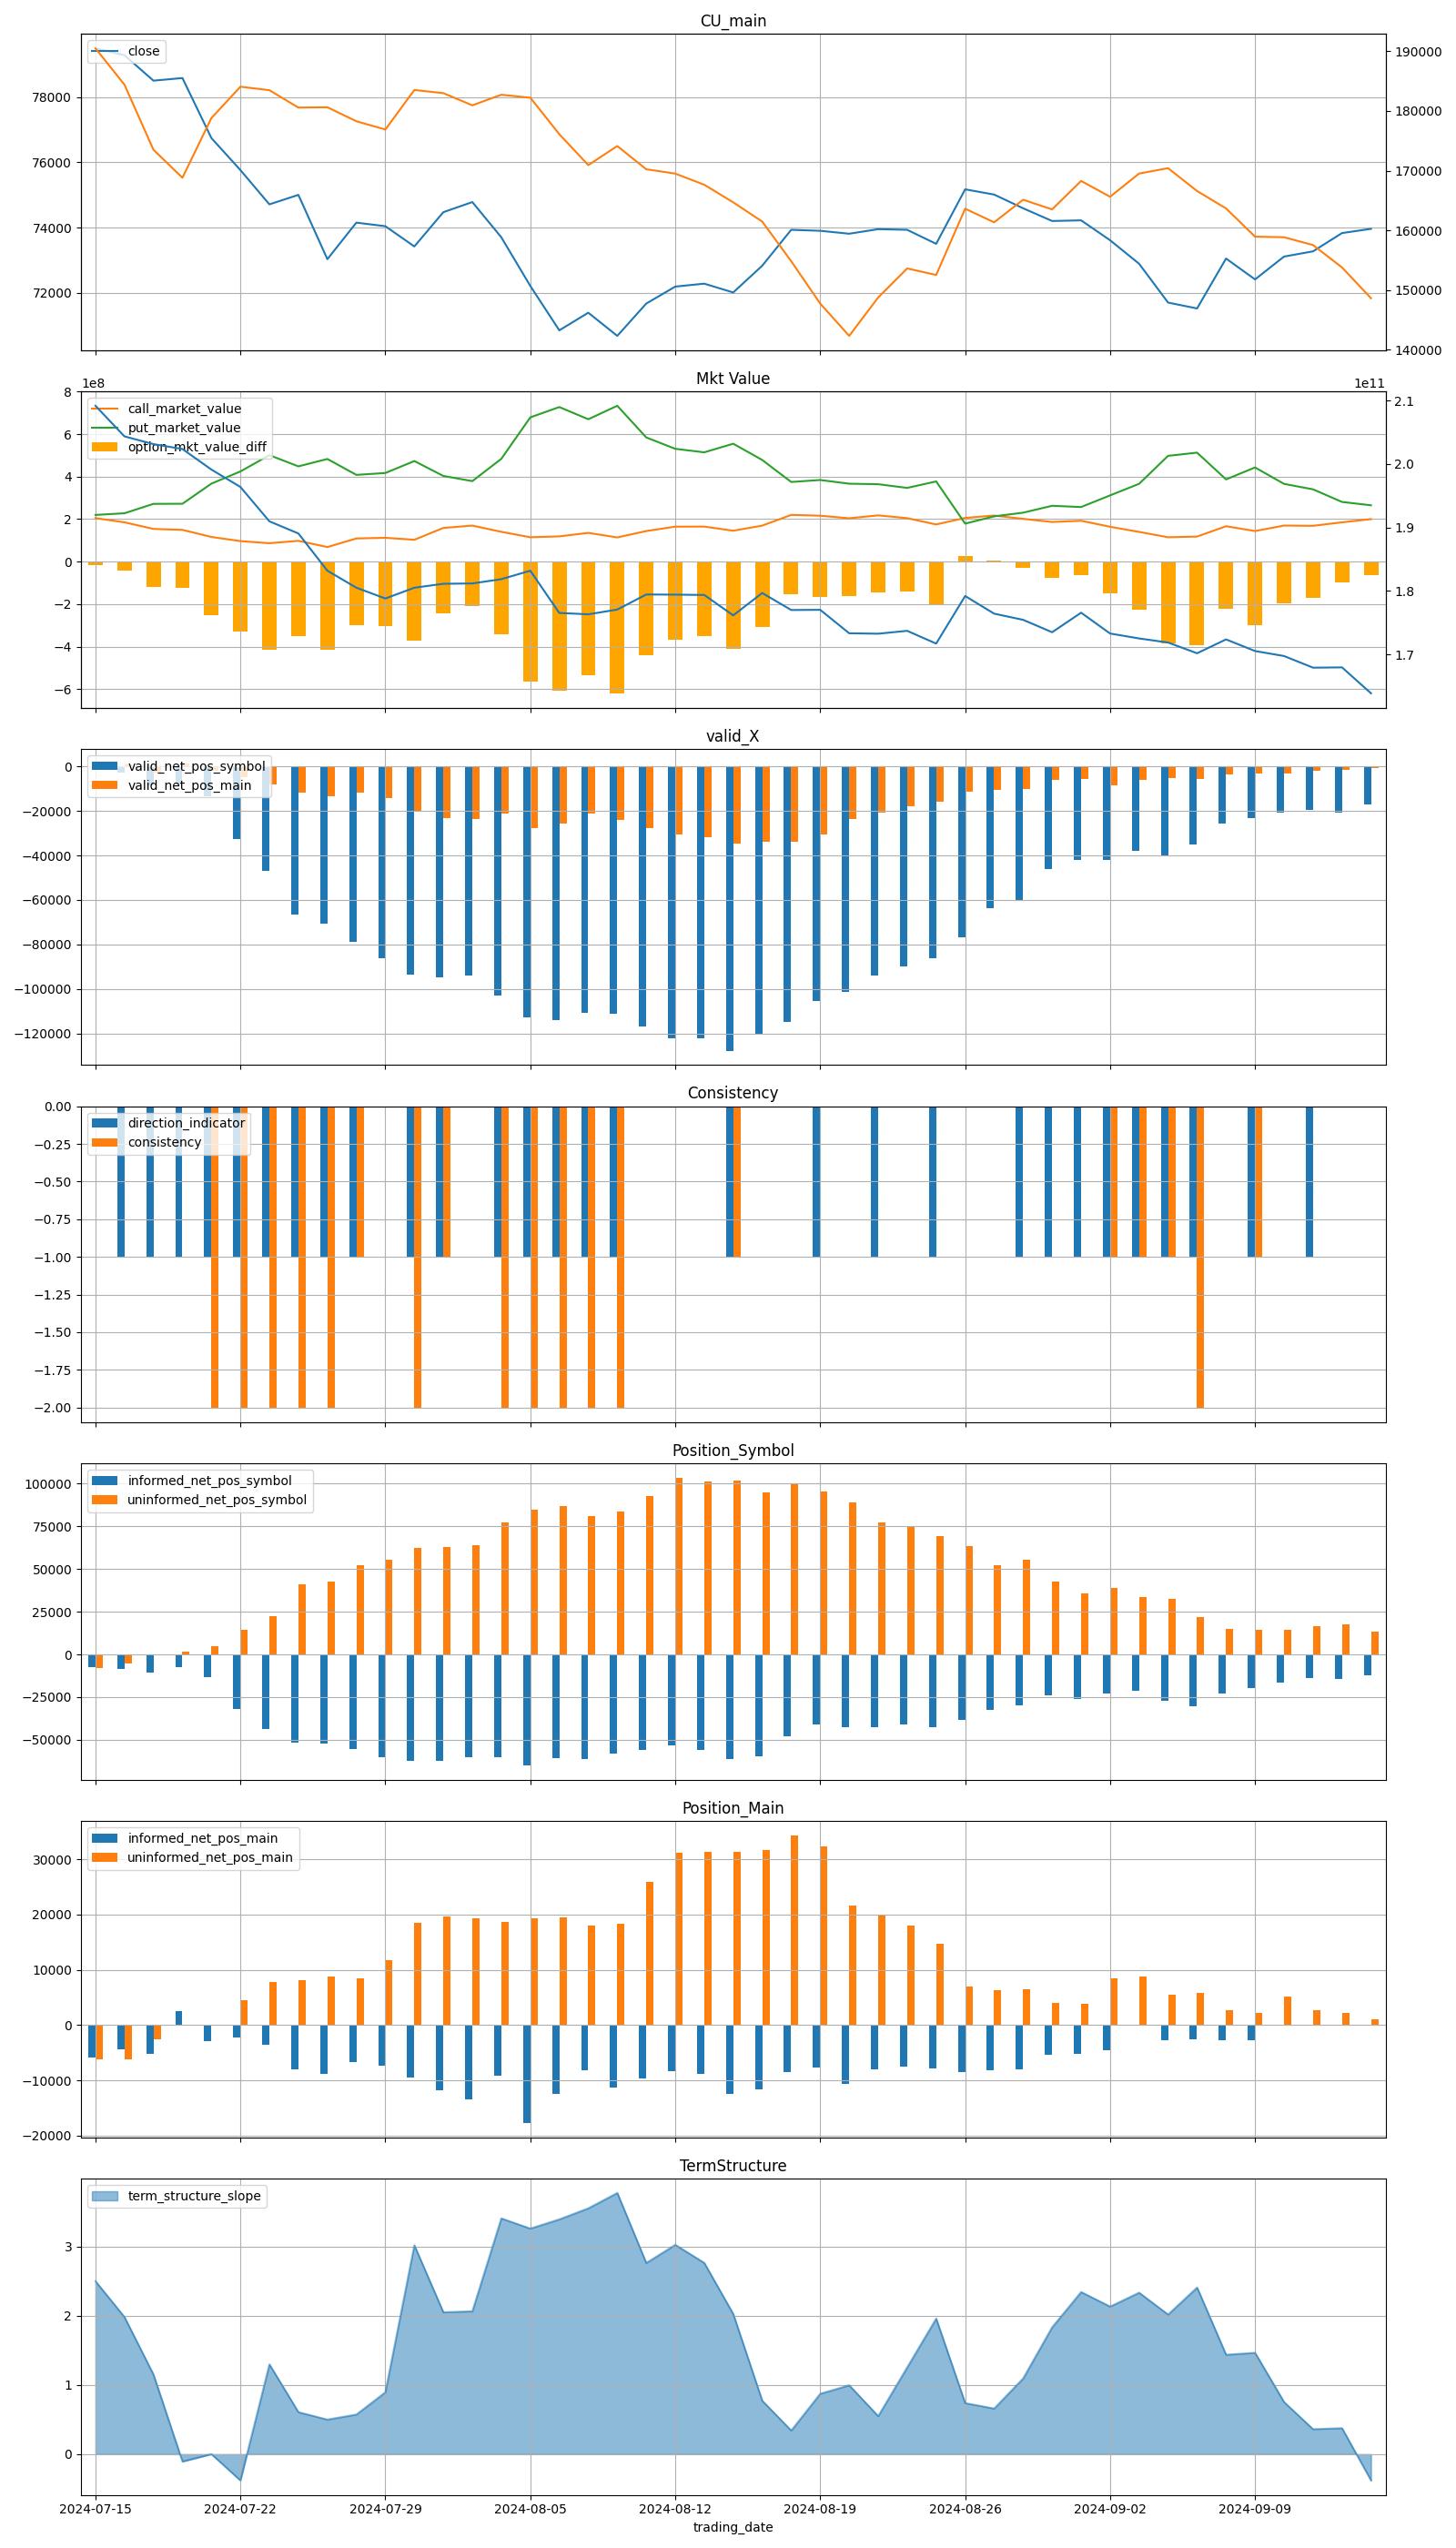 CU_main
close
78000
76000
74000
72000
190000
180000
170000
160000
150000
140000
Mkt Value
1e8
1e11
call_market_value
put_market_value
option_mkt_value_diff
8
6
4
2
0
−2
−4
−6
2.1
2.0
1.9
1.8
1.7
valid_X
valid_net_pos_symbol
valid_net_pos_main
0
−20000
−40000
−60000
−80000
−100000
−120000
Consistency
direction_indicator
consistency
0.00
−0.25
−0.50
−0.75
−1.00
−1.25
−1.50
−1.75
−2.00
Position_Symbol
informed_net_pos_symbol
uninformed_net_pos_symbol
100000
75000
50000
25000
0
−25000
−50000
Position_Main
informed_net_pos_main
uninformed_net_pos_main
30000
20000
10000
0
−10000
−20000
TermStructure
term_structure_slope
3
2
1
0
2024-07-15
2024-07-22
2024-07-29
2024-08-05
2024-08-12
2024-08-19
2024-08-26
2024-09-02
2024-09-09
trading_date